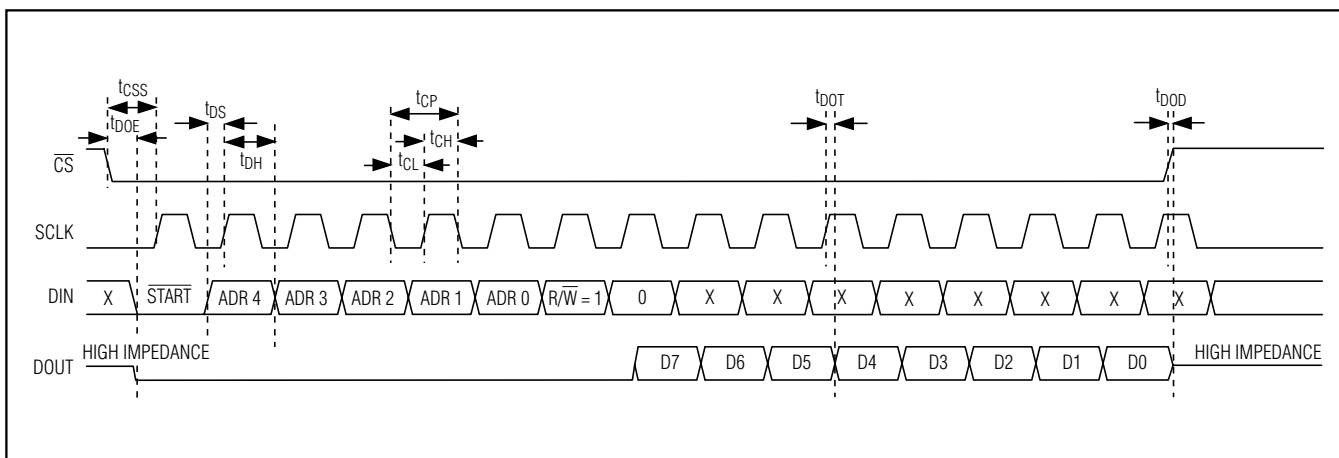 tCSS
tDS
tCP
tDOT
tDOD
tDOE
tCH
tDH
tCL
CS
SCLK
DIN X START ADR 4 ADR 3 ADR 2 ADR 1 ADR 0 R/W = 1 0 X X X X X X X X
HIGH IMPEDANCE D7 D6 D5 D4 D3 D2 D1 D0 HIGH IMPEDANCE
DOUT